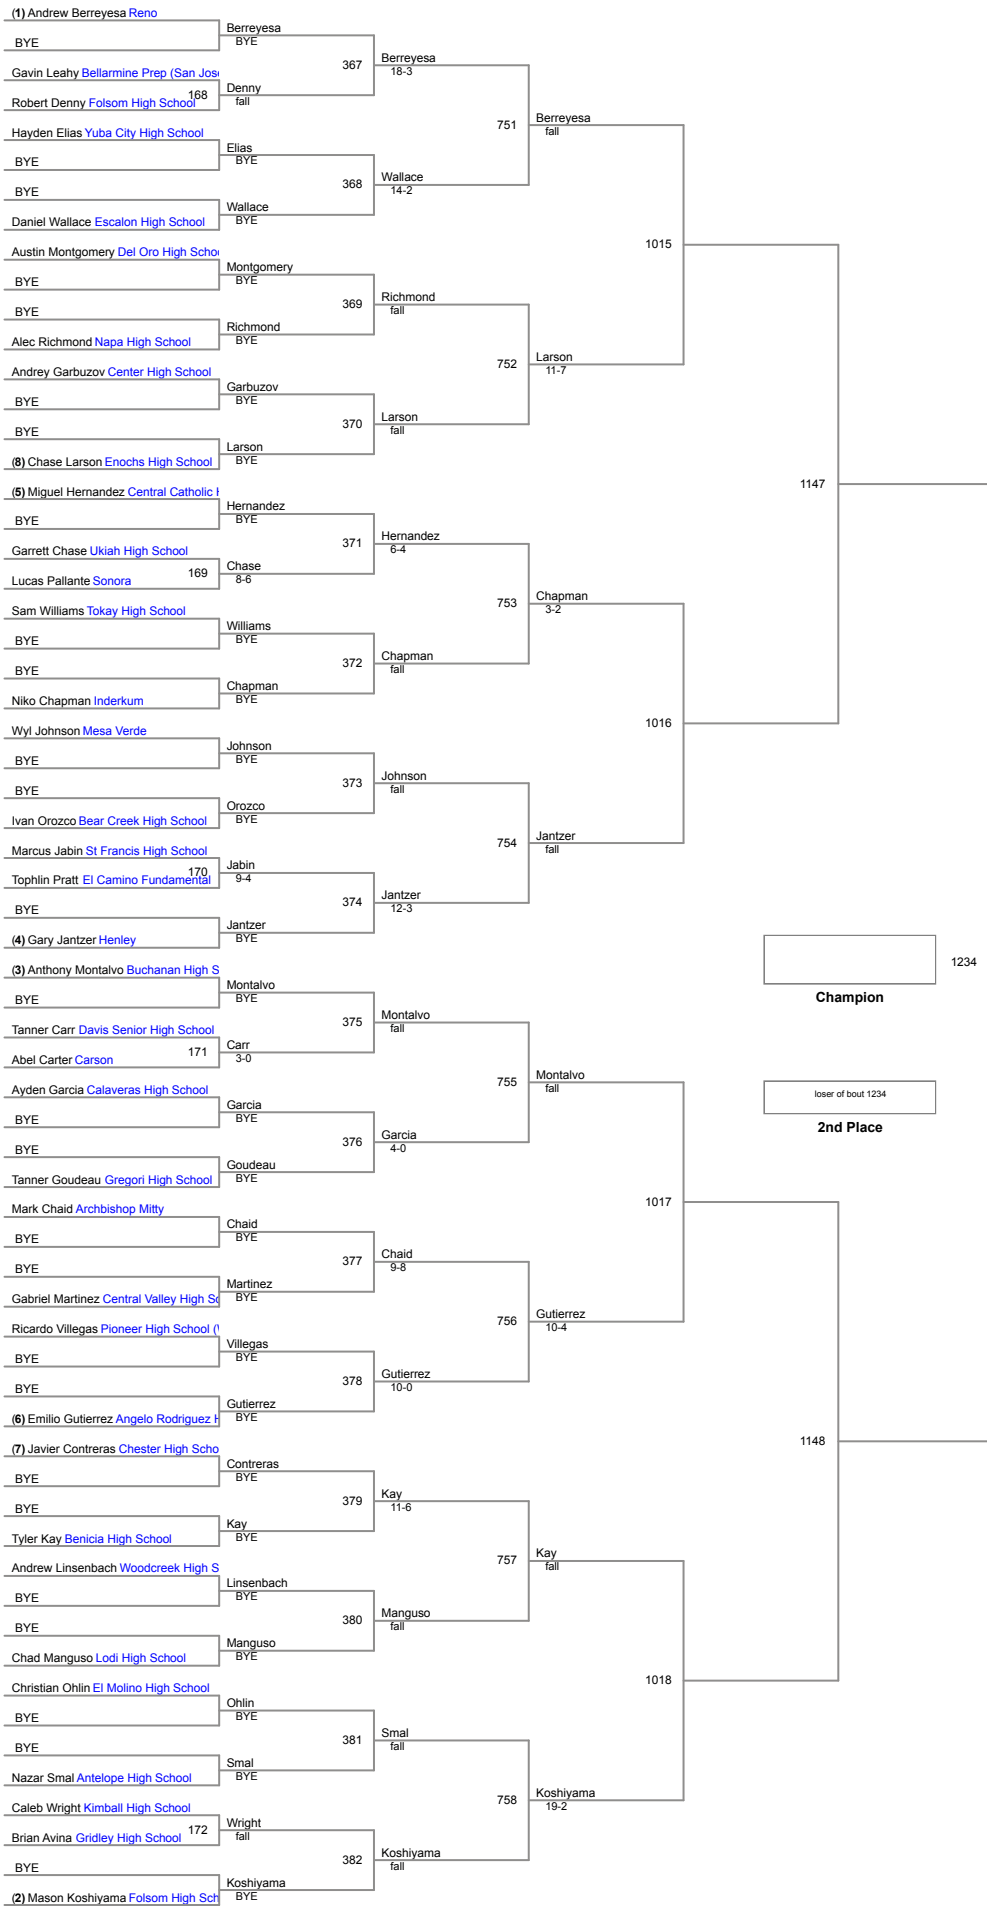 (1) Andrew Berreyesa Reno
Berreyesa
BYE
BYE
367
Berreyesa
18-3
Gavin Leahy Bellarmine Prep (San Jos
168
Denny
fall
Robert Denny Folsom High School
751
Berreyesa
fall
Hayden Elias Yuba City High School
Elias
BYE
BYE
368
Wallace
14-2
BYE
Wallace
BYE
Daniel Wallace Escalon High School
1015
Austin Montgomery Del Oro High Schoo
Montgomery
BYE
BYE
369
Richmond
fall
BYE
Richmond
BYE
Alec Richmond Napa High School
752
Larson
11-7
Andrey Garbuzov Center High School
Garbuzov
BYE
BYE
370
Larson
fall
BYE
Larson
BYE
(8) Chase Larson Enochs High School
1147
(5) Miguel Hernandez Central Catholic
Hernandez
BYE
BYE
371
Hernandez
6-4
Garrett Chase Ukiah High School
169
Chase
8-6
Lucas Pallante Sonora
753
Chapman
3-2
Sam Williams Tokay High School
Williams
BYE
BYE
372
Chapman
fall
BYE
Chapman
BYE
Niko Chapman Inderkum
1016
Wyl Johnson Mesa Verde
Johnson
BYE
BYE
373
Johnson
fall
BYE
Orozco
BYE
Ivan Orozco Bear Creek High School
754
Jantzer
fall
Marcus Jabin St Francis High School
170
Jabin
9-4
Tophlin Pratt El Camino Fundamental
374
Jantzer
12-3
BYE
Jantzer
BYE
(4) Gary Jantzer Henley
1234
Champion
(3) Anthony Montalvo Buchanan High S
Montalvo
BYE
BYE
375
Montalvo
fall
Tanner Carr Davis Senior High School
171
Carr
3-0
Abel Carter Carson
755
Montalvo
fall
loser of bout 1234
2nd Place
Ayden Garcia Calaveras High School
Garcia
BYE
BYE
376
Garcia
4-0
BYE
Goudeau
BYE
Tanner Goudeau Gregori High School
1017
Mark Chaid Archbishop Mitty
Chaid
BYE
BYE
377
Chaid
9-8
BYE
Martinez
BYE
Gabriel Martinez Central Valley High Sc
756
Gutierrez
10-4
Ricardo Villegas Pioneer High School (
Villegas
BYE
BYE
378
Gutierrez
10-0
BYE
Gutierrez
BYE
(6) Emilio Gutierrez Angelo Rodriguez H
1148
(7) Javier Contreras Chester High Scho
Contreras
BYE
BYE
379
Kay
11-6
BYE
Kay
BYE
Tyler Kay Benicia High School
757
Kay
fall
Andrew Linsenbach Woodcreek High S
Linsenbach
BYE
BYE
380
Manguso
fall
BYE
Manguso
BYE
Chad Manguso Lodi High School
1018
Christian Ohlin El Molino High School
Ohlin
BYE
BYE
381
Smal
fall
BYE
Smal
BYE
Nazar Smal Antelope High School
758
Koshiyama
19-2
Caleb Wright Kimball High School
172
Wright
fall
Brian Avina Gridley High School
382
Koshiyama
fall
BYE
Koshiyama
BYE
(2) Mason Koshiyama Folsom High Sch